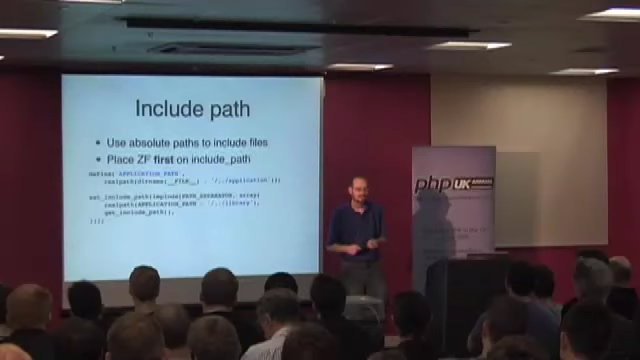 Include path
• Use absolute paths to include files
• Place ZF first on include_path
define('APPLICATION_PATH',
realpath(dirname(__FILE__) . '/../application'));
set_include_path(implode(PATH_SEPARATOR, array(
realpath(APPLICATION_PATH . '/../library'),
get_include_path(),
)));
php UK